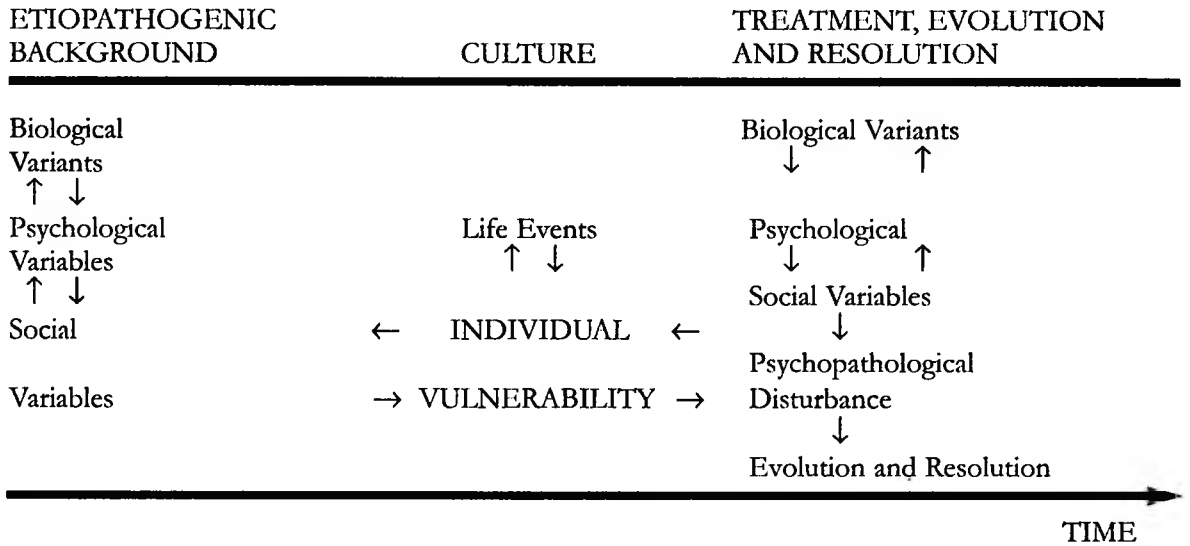 ETIOPATHOGENIC
BACKGROUND
CULTURE
TREATMENT, EVOLUTION
AND RESOLUTION
Biological
Variants
↑ ↓
Psychological
Variables
↑ ↓
Social
Variables
Life Events
↑ ↓
← INDIVIDUAL ←
→ VULNERABILITY →
Biological Variants
↓ ↑
Psychological
↓ ↑
Social Variables
↓
Psychopathological
Disturbance
↓
Evolution and Resolution
TIME